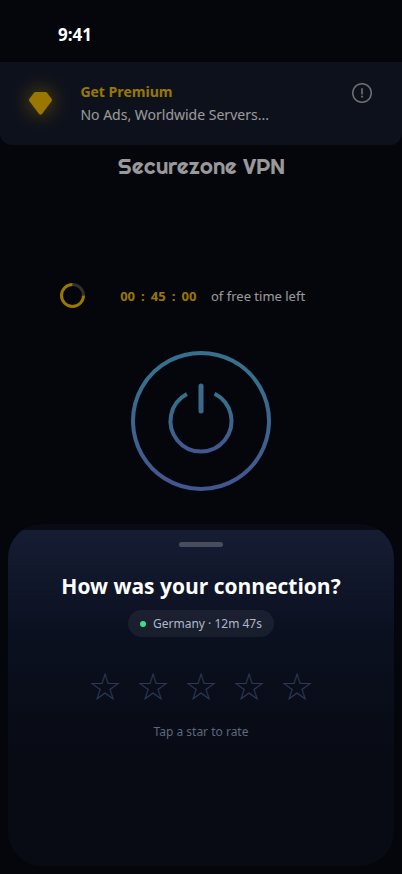 9:41
Get Premium
No Ads, Worldwide Servers...
Securezone VPN
00 : 45 : 00 of free time left
How was your connection?
Germany · 12m 47s
Tap a star to rate